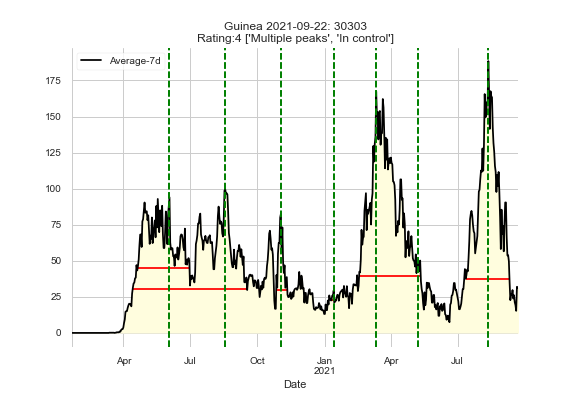 Guinea 2021-09-22: 30303
Rating:4 ['Multiple peaks', 'In control']
Average-7d
175
150
125
100
75
50
25
0
Apr
Jul
Oct
Jan
2021
Apr
Jul
Date